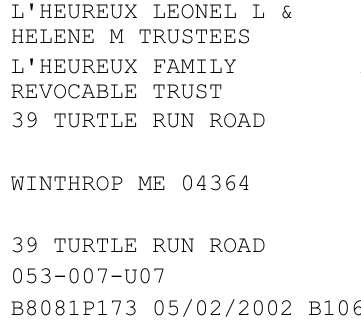 L'HEUREUX LEONEL L &
HELENE M TRUSTEES
L'HEUREUX FAMILY
REVOCABLE TRUST
39 TURTLE RUN ROAD
WINTHROP ME 04364
39 TURTLE RUN ROAD
053-007-U07
B8081P173 05/02/2002 B106